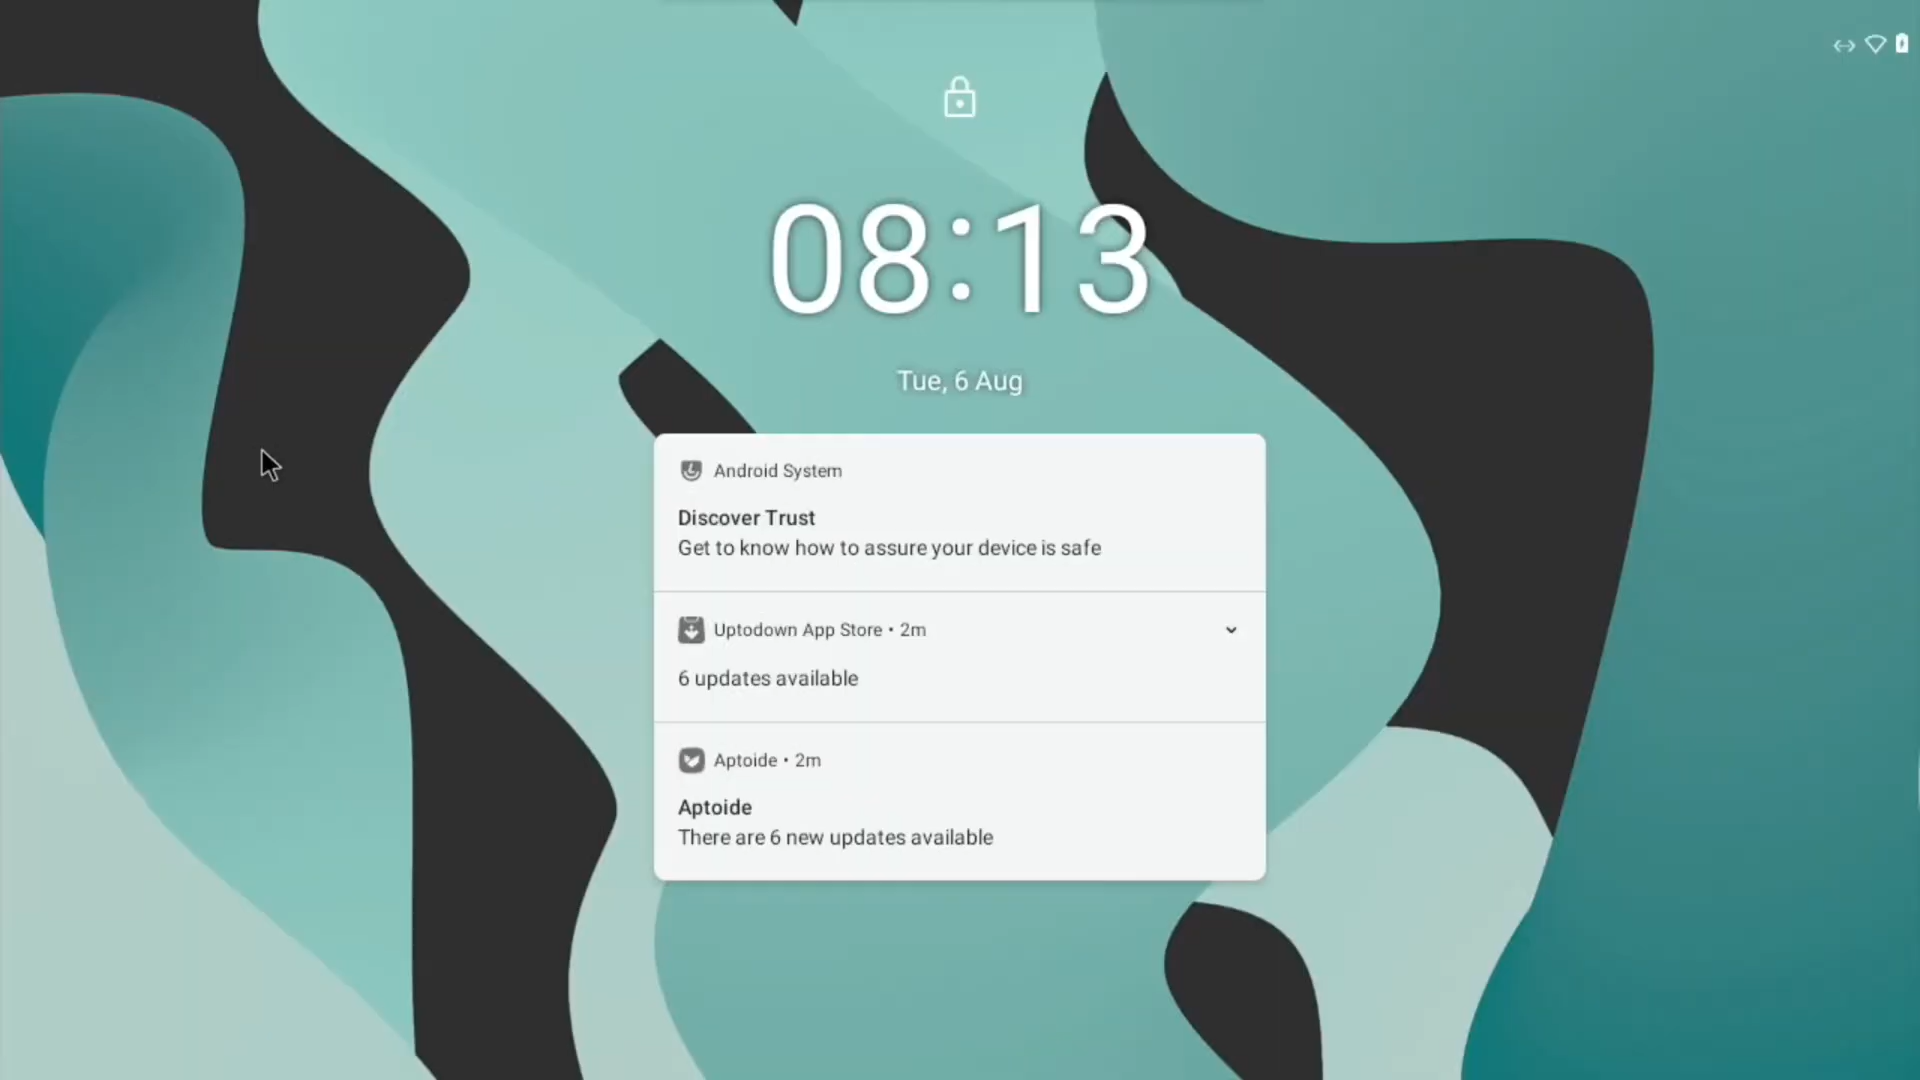 08:13
Tue, 6 Aug
Android System
Discover Trust
Get to know how to assure your device is safe
Uptodown App Store • 2m
6 updates available
Aptoide • 2m
Aptoide
There are 6 new updates available